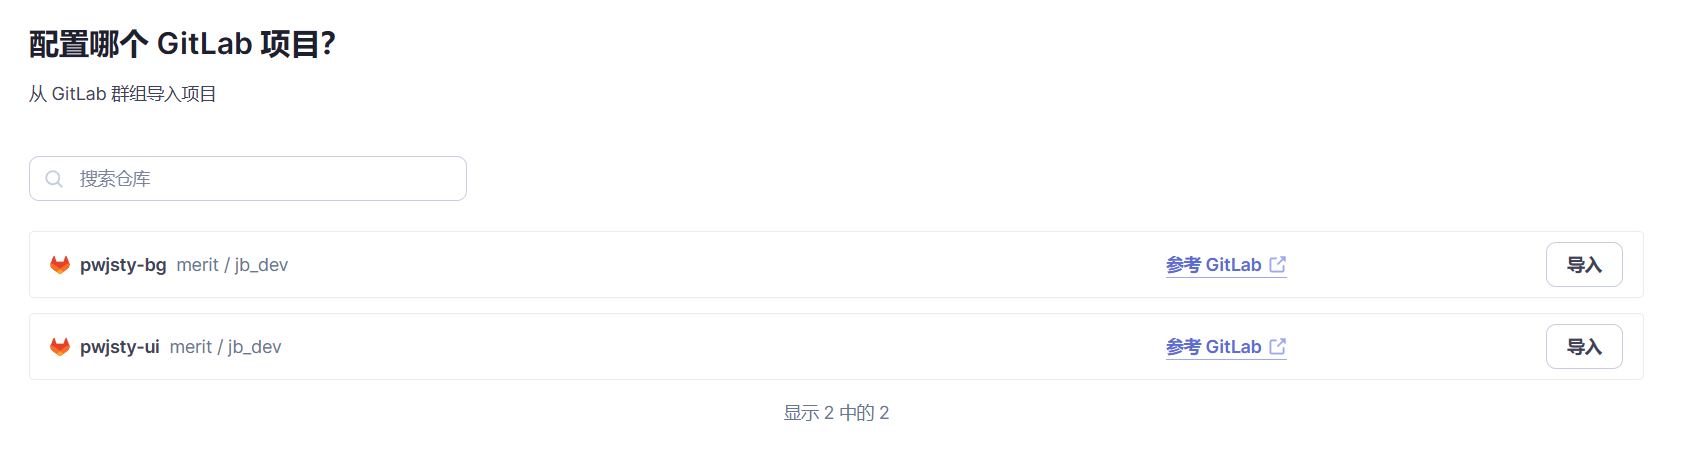 配置哪个 GitLab 项目？
从 GitLab 群组导入项目
搜索仓库
pwjsty-bg merit / jb_dev 参考 GitLab 导入
pwjsty-ui merit / jb_dev 参考 GitLab 导入
显示 2 中的 2